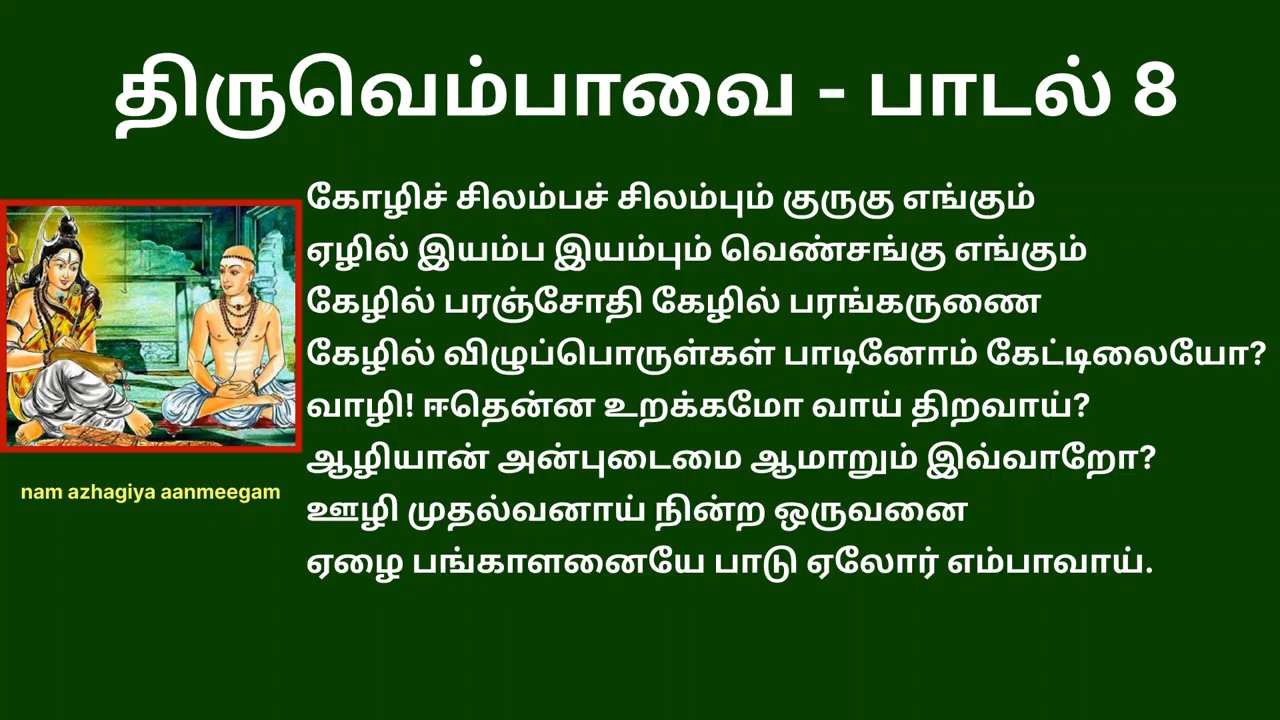 திருவெம்பாவை - பாடல் 8
கோழிச் சிலம்பச் சிலம்பும் குருகு எங்கும்
ஏழில் இயம்ப இயம்பும் வெண்சங்கு எங்கும்
கேழில் பரஞ்சோதி கேழில் பரங்கருணை
கேழில் விழுப்பொருள்கள் பாடினோம் கேட்டிலையோ?
வாழி! ஈதென்ன உறக்கமோ வாய் திறவாய்?
ஆழியான் அன்புடைமை ஆமாறும் இவ்வாறோ?
ஊழி முதல்வனாய் நின்ற ஒருவனை
ஏழை பங்காளனையே பாடு ஏலோர் எம்பாவாய்.
nam azhagiya aanmeegam